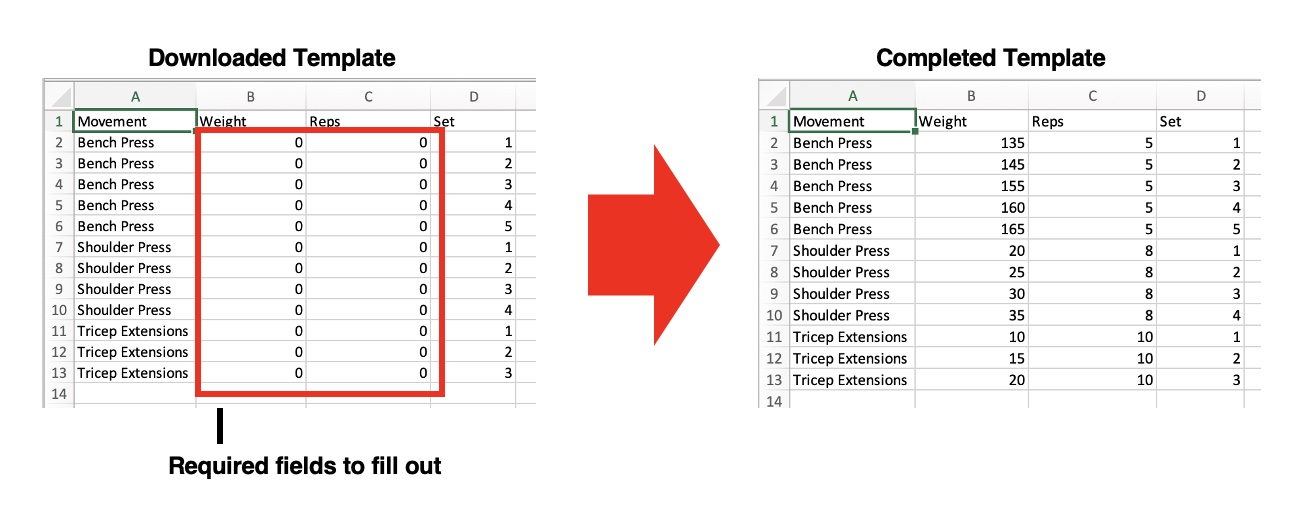 Downloaded Template
A B C D
1 Movement Weight Reps Set
2 Bench Press 0 0 1
3 Bench Press 0 0 2
4 Bench Press 0 0 3
5 Bench Press 0 0 4
6 Bench Press 0 0 5
7 Shoulder Press 0 0 1
8 Shoulder Press 0 0 2
9 Shoulder Press 0 0 3
10 Shoulder Press 0 0 4
11 Tricep Extensions 0 0 1
12 Tricep Extensions 0 0 2
13 Tricep Extensions 0 0 3
14
Required fields to fill out
Completed Template
A B C D
1 Movement Weight Reps Set
2 Bench Press 135 5 1
3 Bench Press 145 5 2
4 Bench Press 155 5 3
5 Bench Press 160 5 4
6 Bench Press 165 5 5
7 Shoulder Press 20 8 1
8 Shoulder Press 25 8 2
9 Shoulder Press 30 8 3
10 Shoulder Press 35 8 4
11 Tricep Extensions 10 10 1
12 Tricep Extensions 15 10 2
13 Tricep Extensions 20 10 3
14